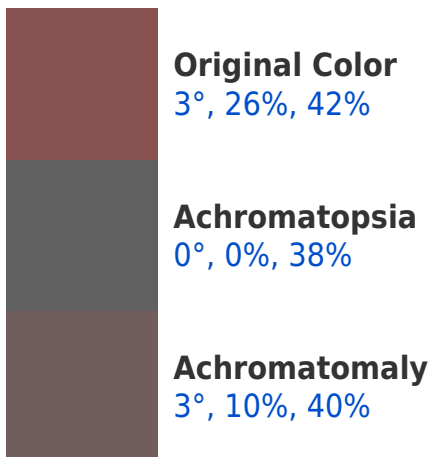 Original Color
3°, 26%, 42%
Achromatopsia
0°, 0%, 38%
Achromatomaly
3°, 10%, 40%